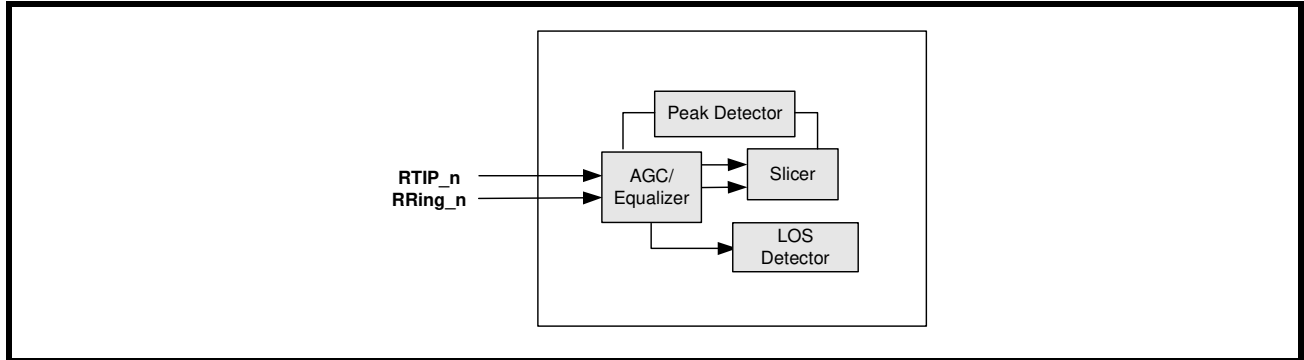 Peak Detector
RTIP_n
RRing_n
AGC/
Equalizer
Slicer
LOS
Detector